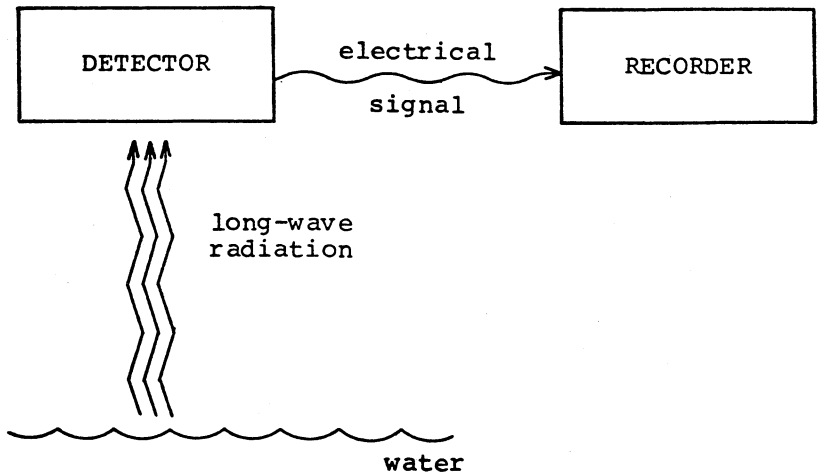 DETECTOR
electrical
signal
RECORDER
long-wave
radiation
water